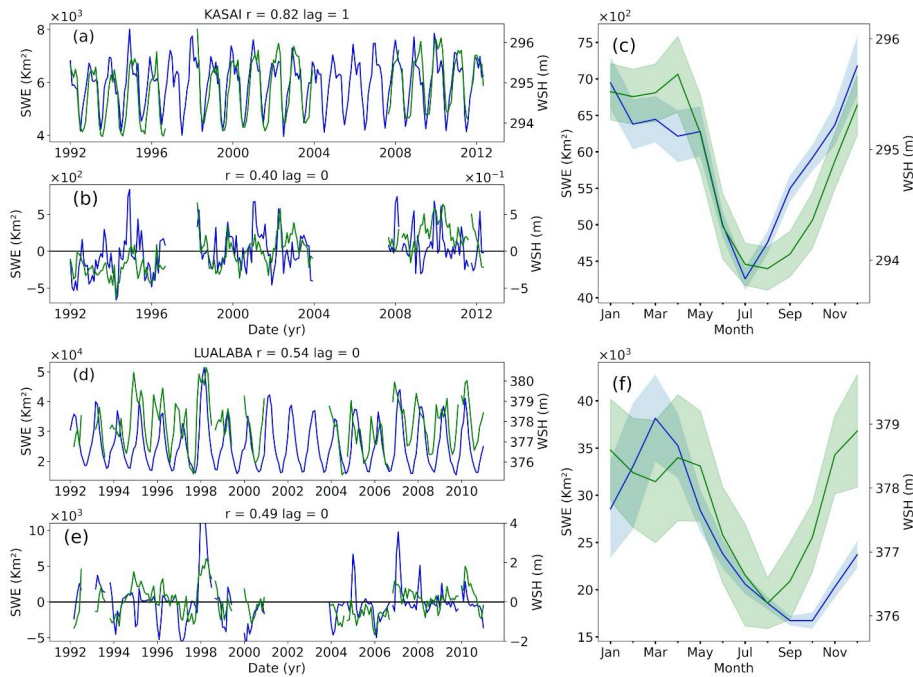 KASAI r = 0.82 lag = 1
×10³
(a)
8
6
4
SWE (Km²)
296
295
294
WSH (m)
1992 1996 2000 2004 2008 2012
r = 0.40 lag = 0
×10² ×10⁻¹
(b)
5
0
−5
SWE (Km²)
5
0
−5
WSH (m)
1992 1996 2000 2004 2008 2012
Date (yr)
×10²
(c)
75
70
65
60
55
50
45
40
SWE (Km²)
296
295
294
WSH (m)
Jan Mar May Jul Sep Nov
Month
LUALABA r = 0.54 lag = 0
×10⁴
(d)
5
4
3
2
SWE (Km²)
380
379
378
377
376
WSH (m)
1992 1994 1996 1998 2000 2002 2004 2006 2008 2010
r = 0.49 lag = 0
×10³
(e)
10
5
0
−5
SWE (Km²)
4
2
0
−2
WSH (m)
1992 1994 1996 1998 2000 2002 2004 2006 2008 2010
Date (yr)
×10³
(f)
40
35
30
25
20
15
SWE (Km²)
379
378
377
376
WSH (m)
Jan Mar May Jul Sep Nov
Month